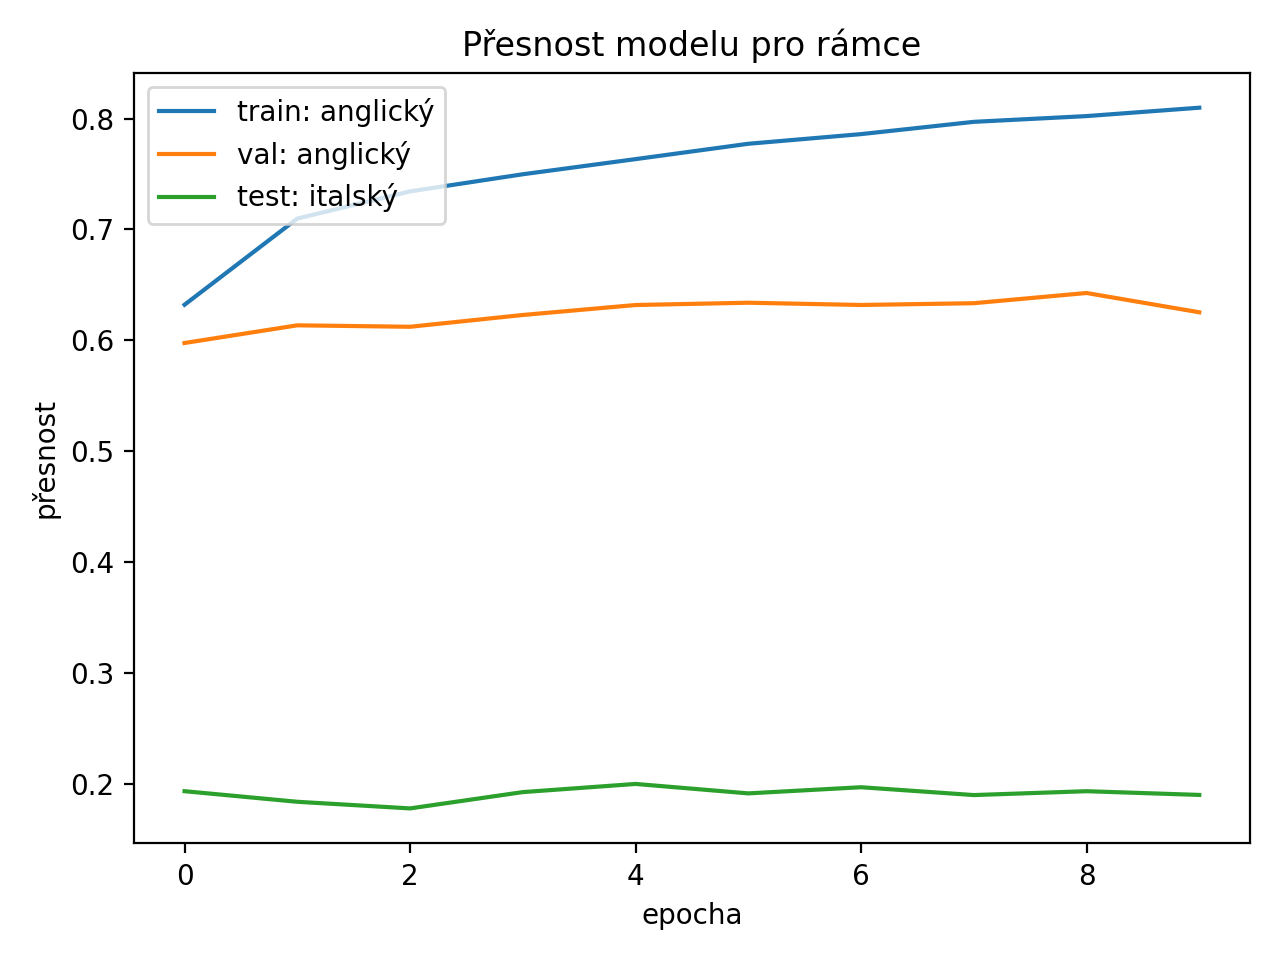 Přesnost modelu pro rámce
train: anglický
val: anglický
test: italský
přesnost
0.8
0.7
0.6
0.5
0.4
0.3
0.2
0 2 4 6 8
epocha